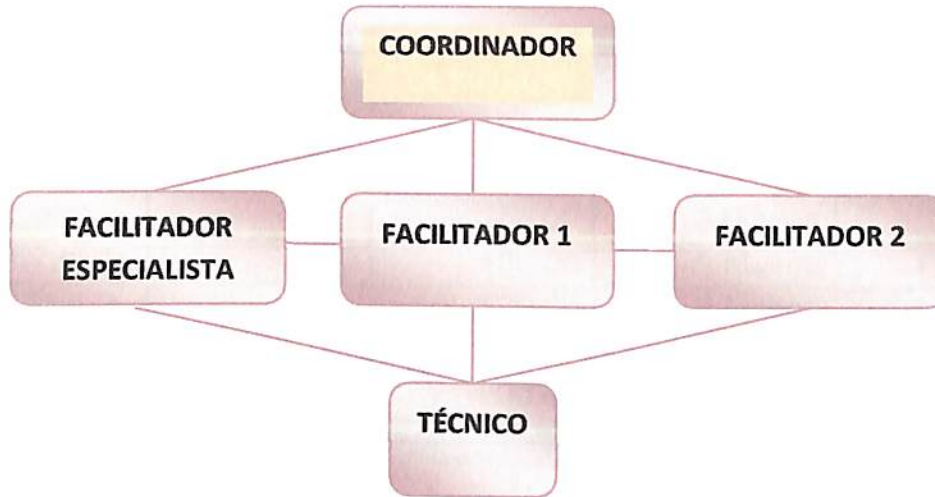 COORDINADOR
FACILITADOR
ESPECIALISTA
FACILITADOR 1
FACILITADOR 2
TÉCNICO